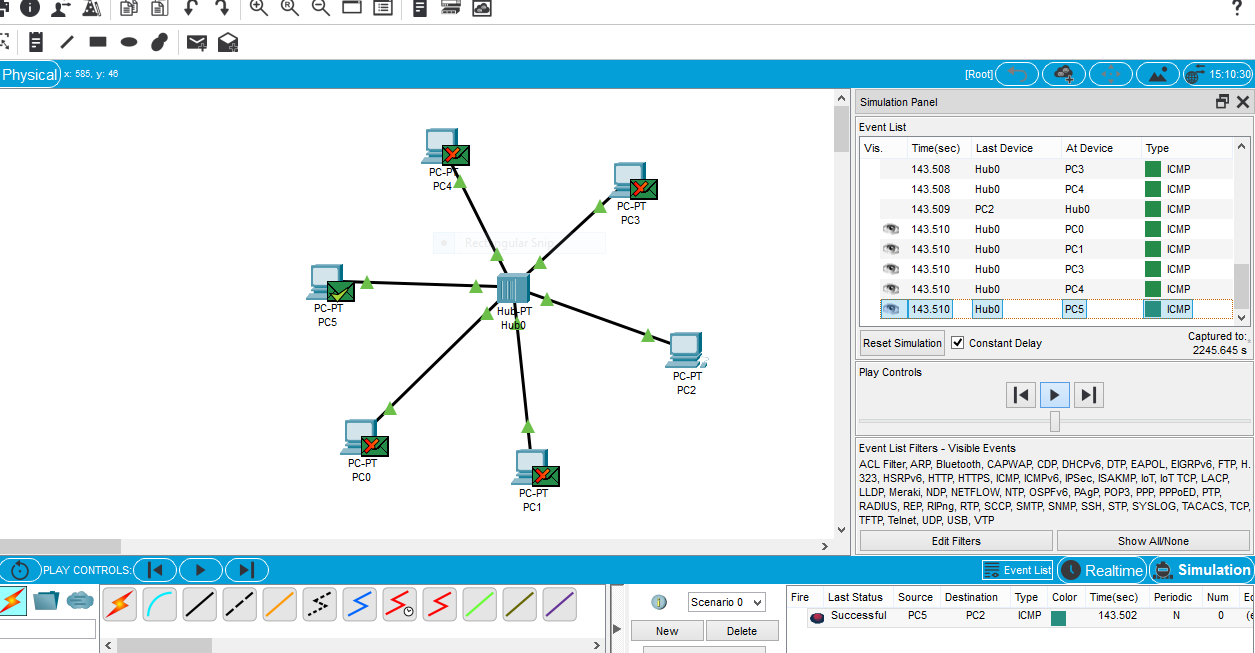 ?
Physical
x: 585, y: 46
[Root]
15:10:30
PC-PT
PC4
PC-PT
PC3
Rectangular Snip
PC-PT
PC5
Hub-PT
Hub0
PC-PT
PC2
PC-PT
PC0
PC-PT
PC1
Simulation Panel
Event List
Vis. Time(sec) Last Device At Device Type
143.508 Hub0 PC3 ICMP
143.508 Hub0 PC4 ICMP
143.509 PC2 Hub0 ICMP
143.510 Hub0 PC0 ICMP
143.510 Hub0 PC1 ICMP
143.510 Hub0 PC3 ICMP
143.510 Hub0 PC4 ICMP
143.510 Hub0 PC5 ICMP
Reset Simulation Constant Delay Captured to:
2245.645 s
Play Controls
Event List Filters - Visible Events
ACL Filter, ARP, Bluetooth, CAPWAP, CDP, DHCPv6, DTP, EAPOL, EIGRPv6, FTP, H.
323, HSRPv6, HTTP, HTTPS, ICMP, ICMPv6, IPSec, ISAKMP, IoT, IoT TCP, LACP,
LLDP, Meraki, NDP, NETFLOW, NTP, OSPFv6, PAgP, POP3, PPP, PPPoED, PTP,
RADIUS, REP, RIPng, RTP, SCCP, SMTP, SNMP, SSH, STP, SYSLOG, TACACS, TCP,
TFTP, Telnet, UDP, USB, VTP
Edit Filters Show All/None
PLAY CONTROLS:
Event List
Realtime
Simulation
Scenario 0
New Delete
Fire Last Status Source Destination Type Color Time(sec) Periodic Num
Successful PC5 PC2 ICMP 143.502 N 0 (e